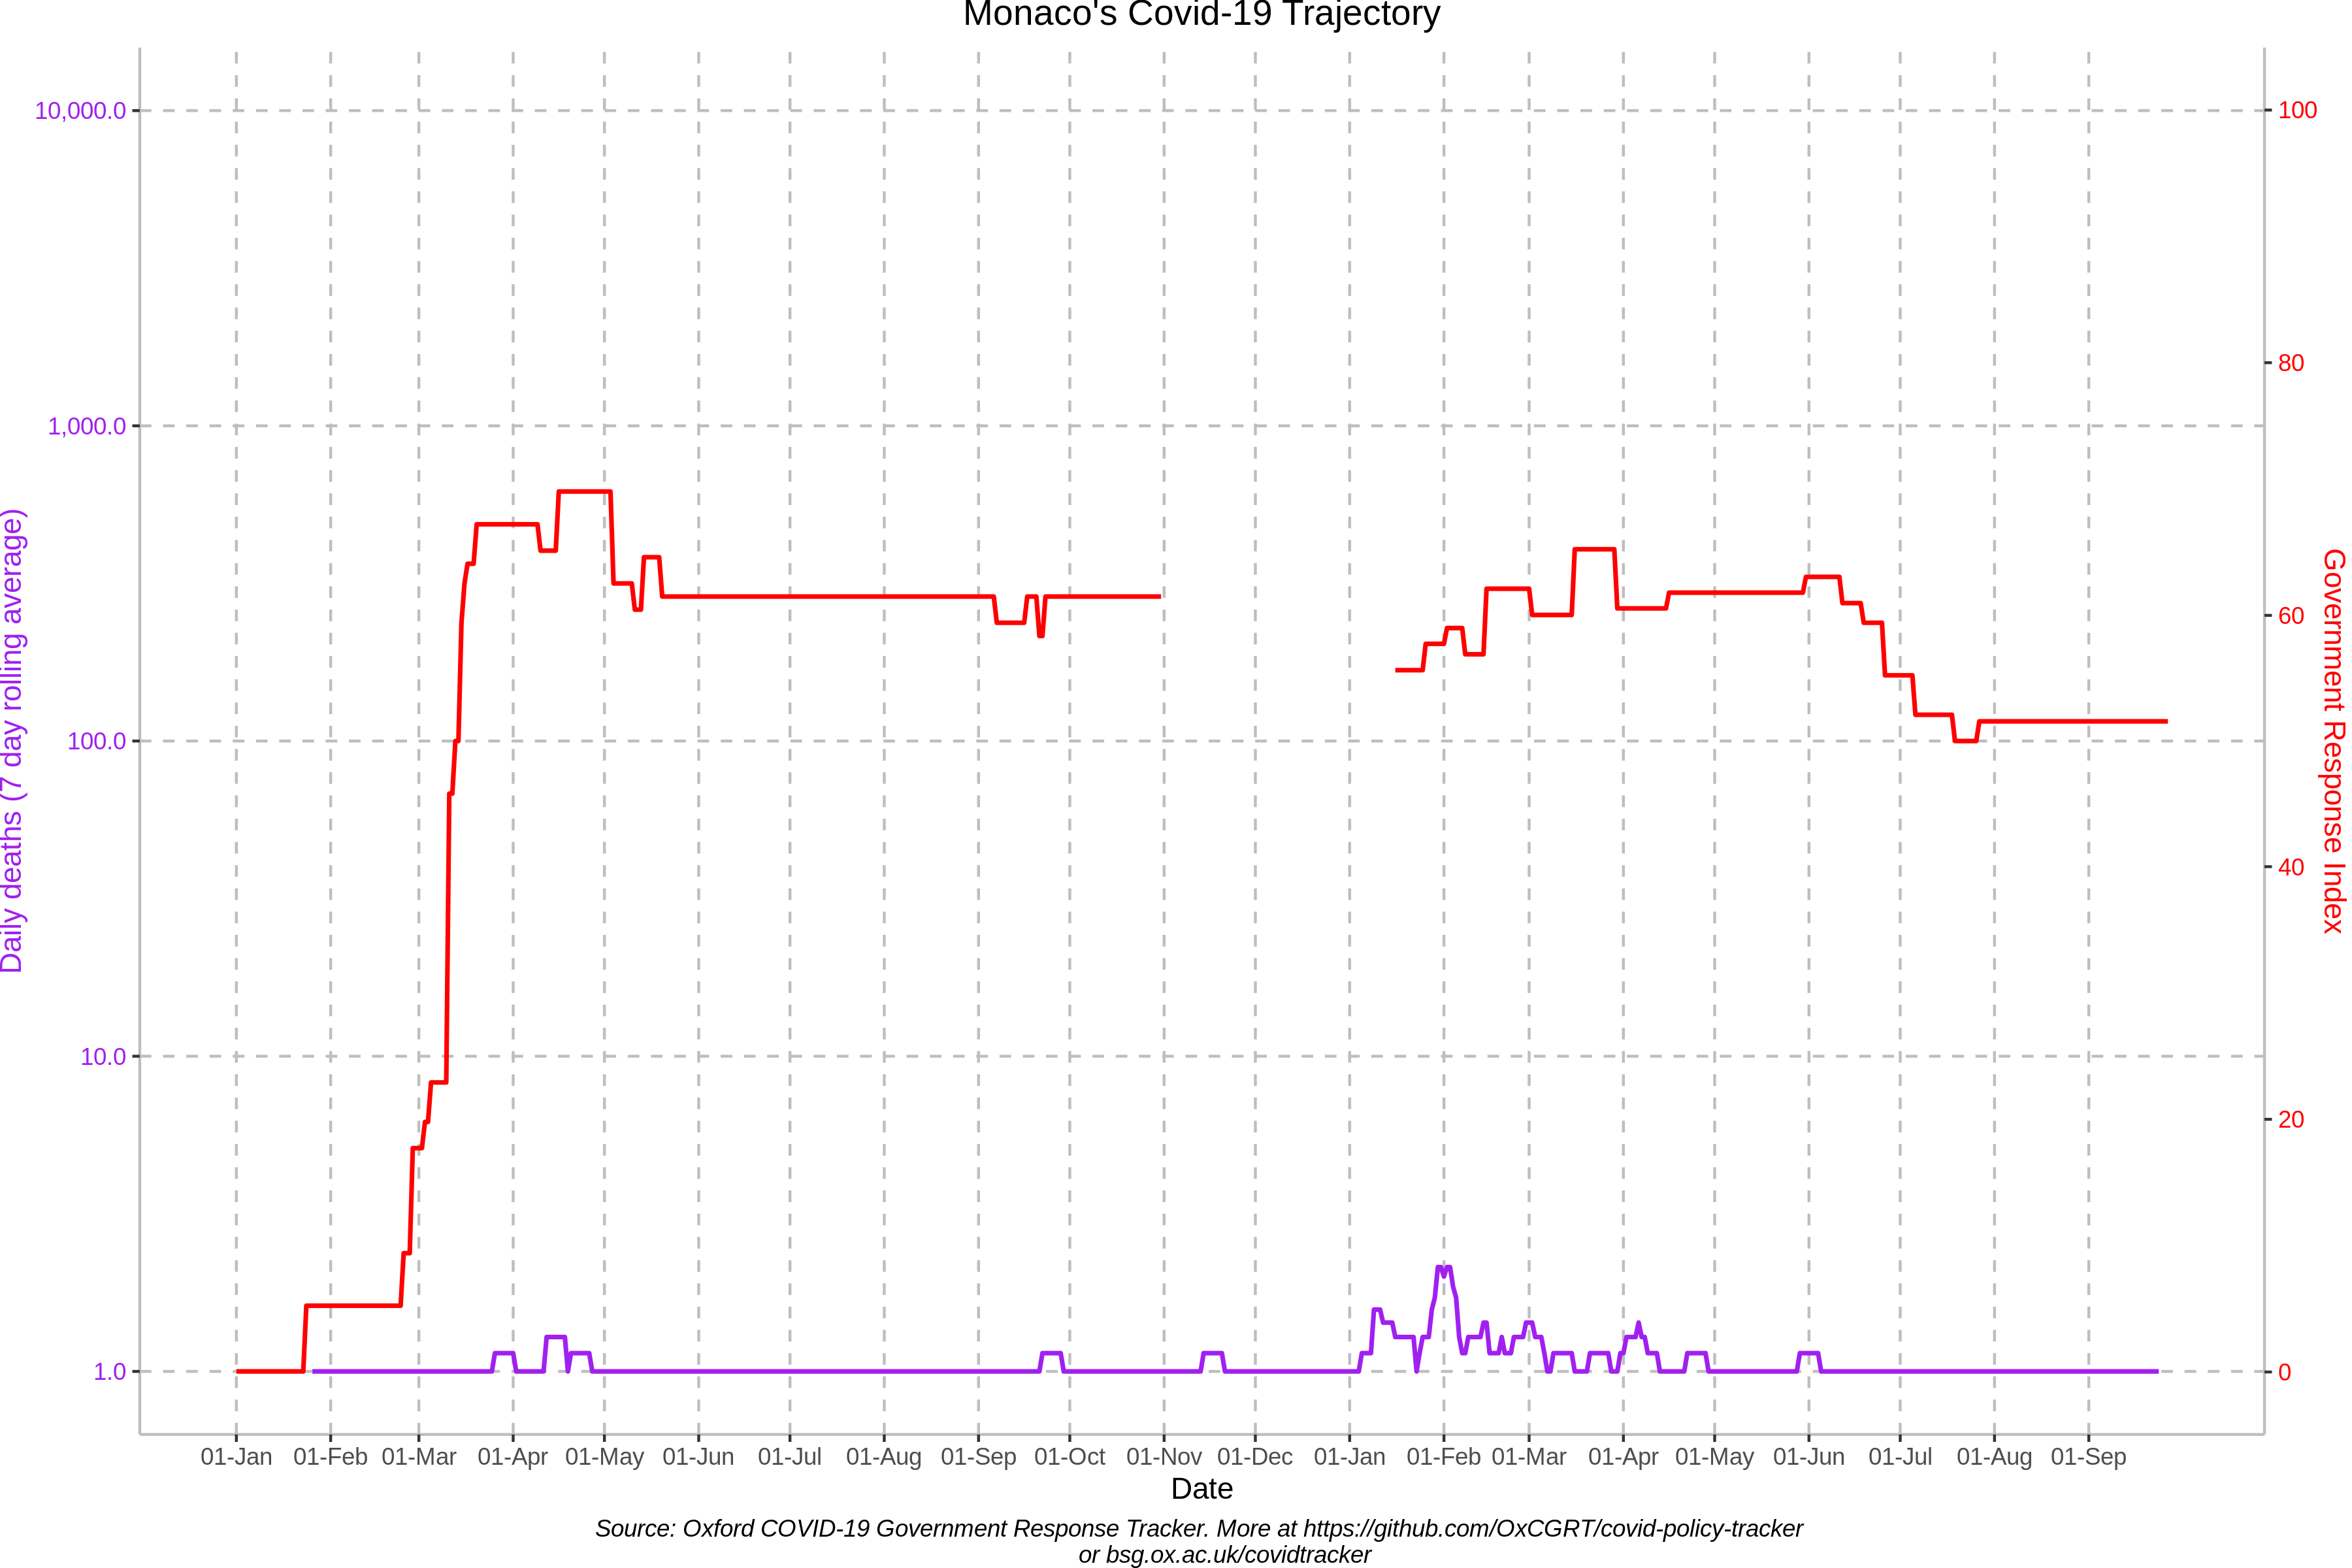 Monaco's Covid-19 Trajectory
10,000.0
1,000.0
100.0
10.0
1.0
Daily deaths (7 day rolling average)
100
80
60
40
20
0
Government Response Index
01-Jan 01-Feb 01-Mar 01-Apr 01-May 01-Jun 01-Jul 01-Aug 01-Sep 01-Oct 01-Nov 01-Dec 01-Jan 01-Feb 01-Mar 01-Apr 01-May 01-Jun 01-Jul 01-Aug 01-Sep
Date
Source: Oxford COVID-19 Government Response Tracker. More at https://github.com/OxCGRT/covid-policy-tracker
or bsg.ox.ac.uk/covidtracker